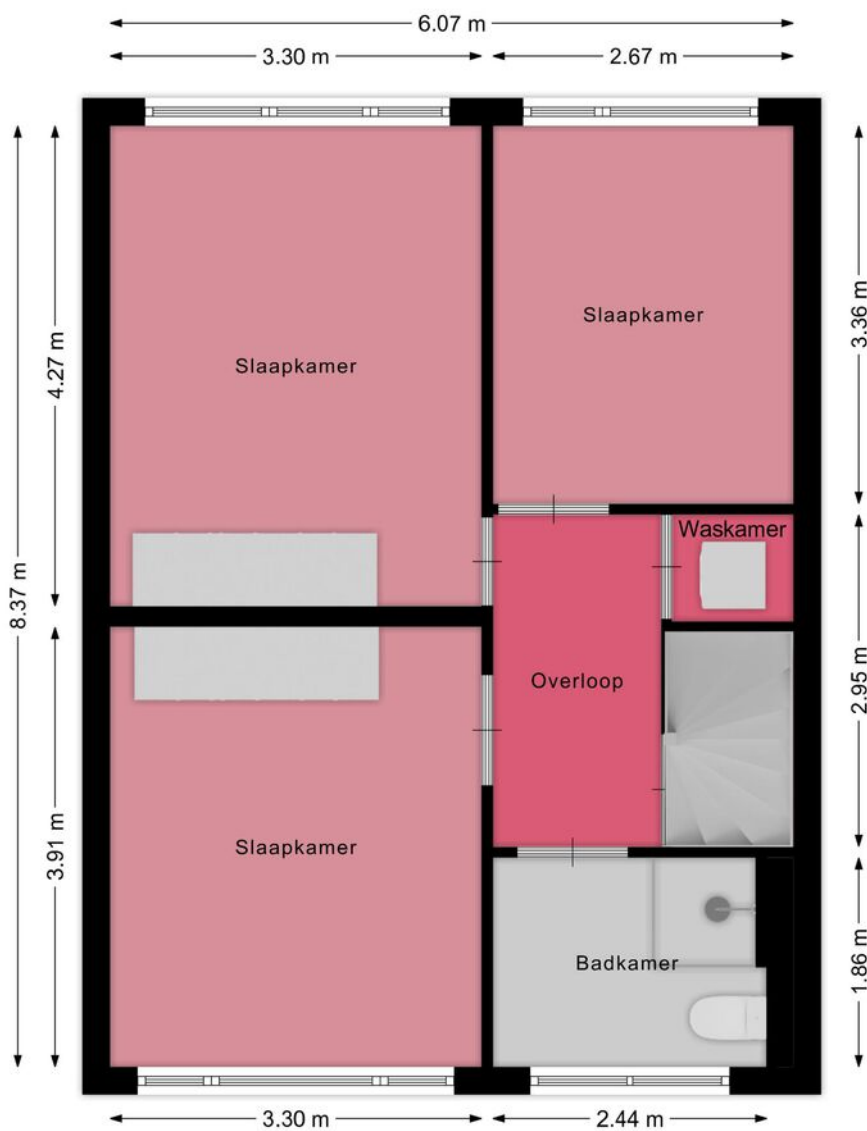 6.07 m
3.30 m
2.67 m
4.27 m
8.37 m
3.91 m
3.36 m
2.95 m
1.86 m
Slaapkamer
Slaapkamer
Waskamer
Overloop
Slaapkamer
Badkamer
3.30 m
2.44 m